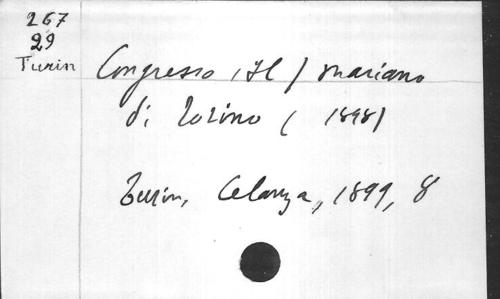 267
29
Turin
Congresso (Il) mariano
di Torino (1898)
Turin, Celanza, 1899, 8